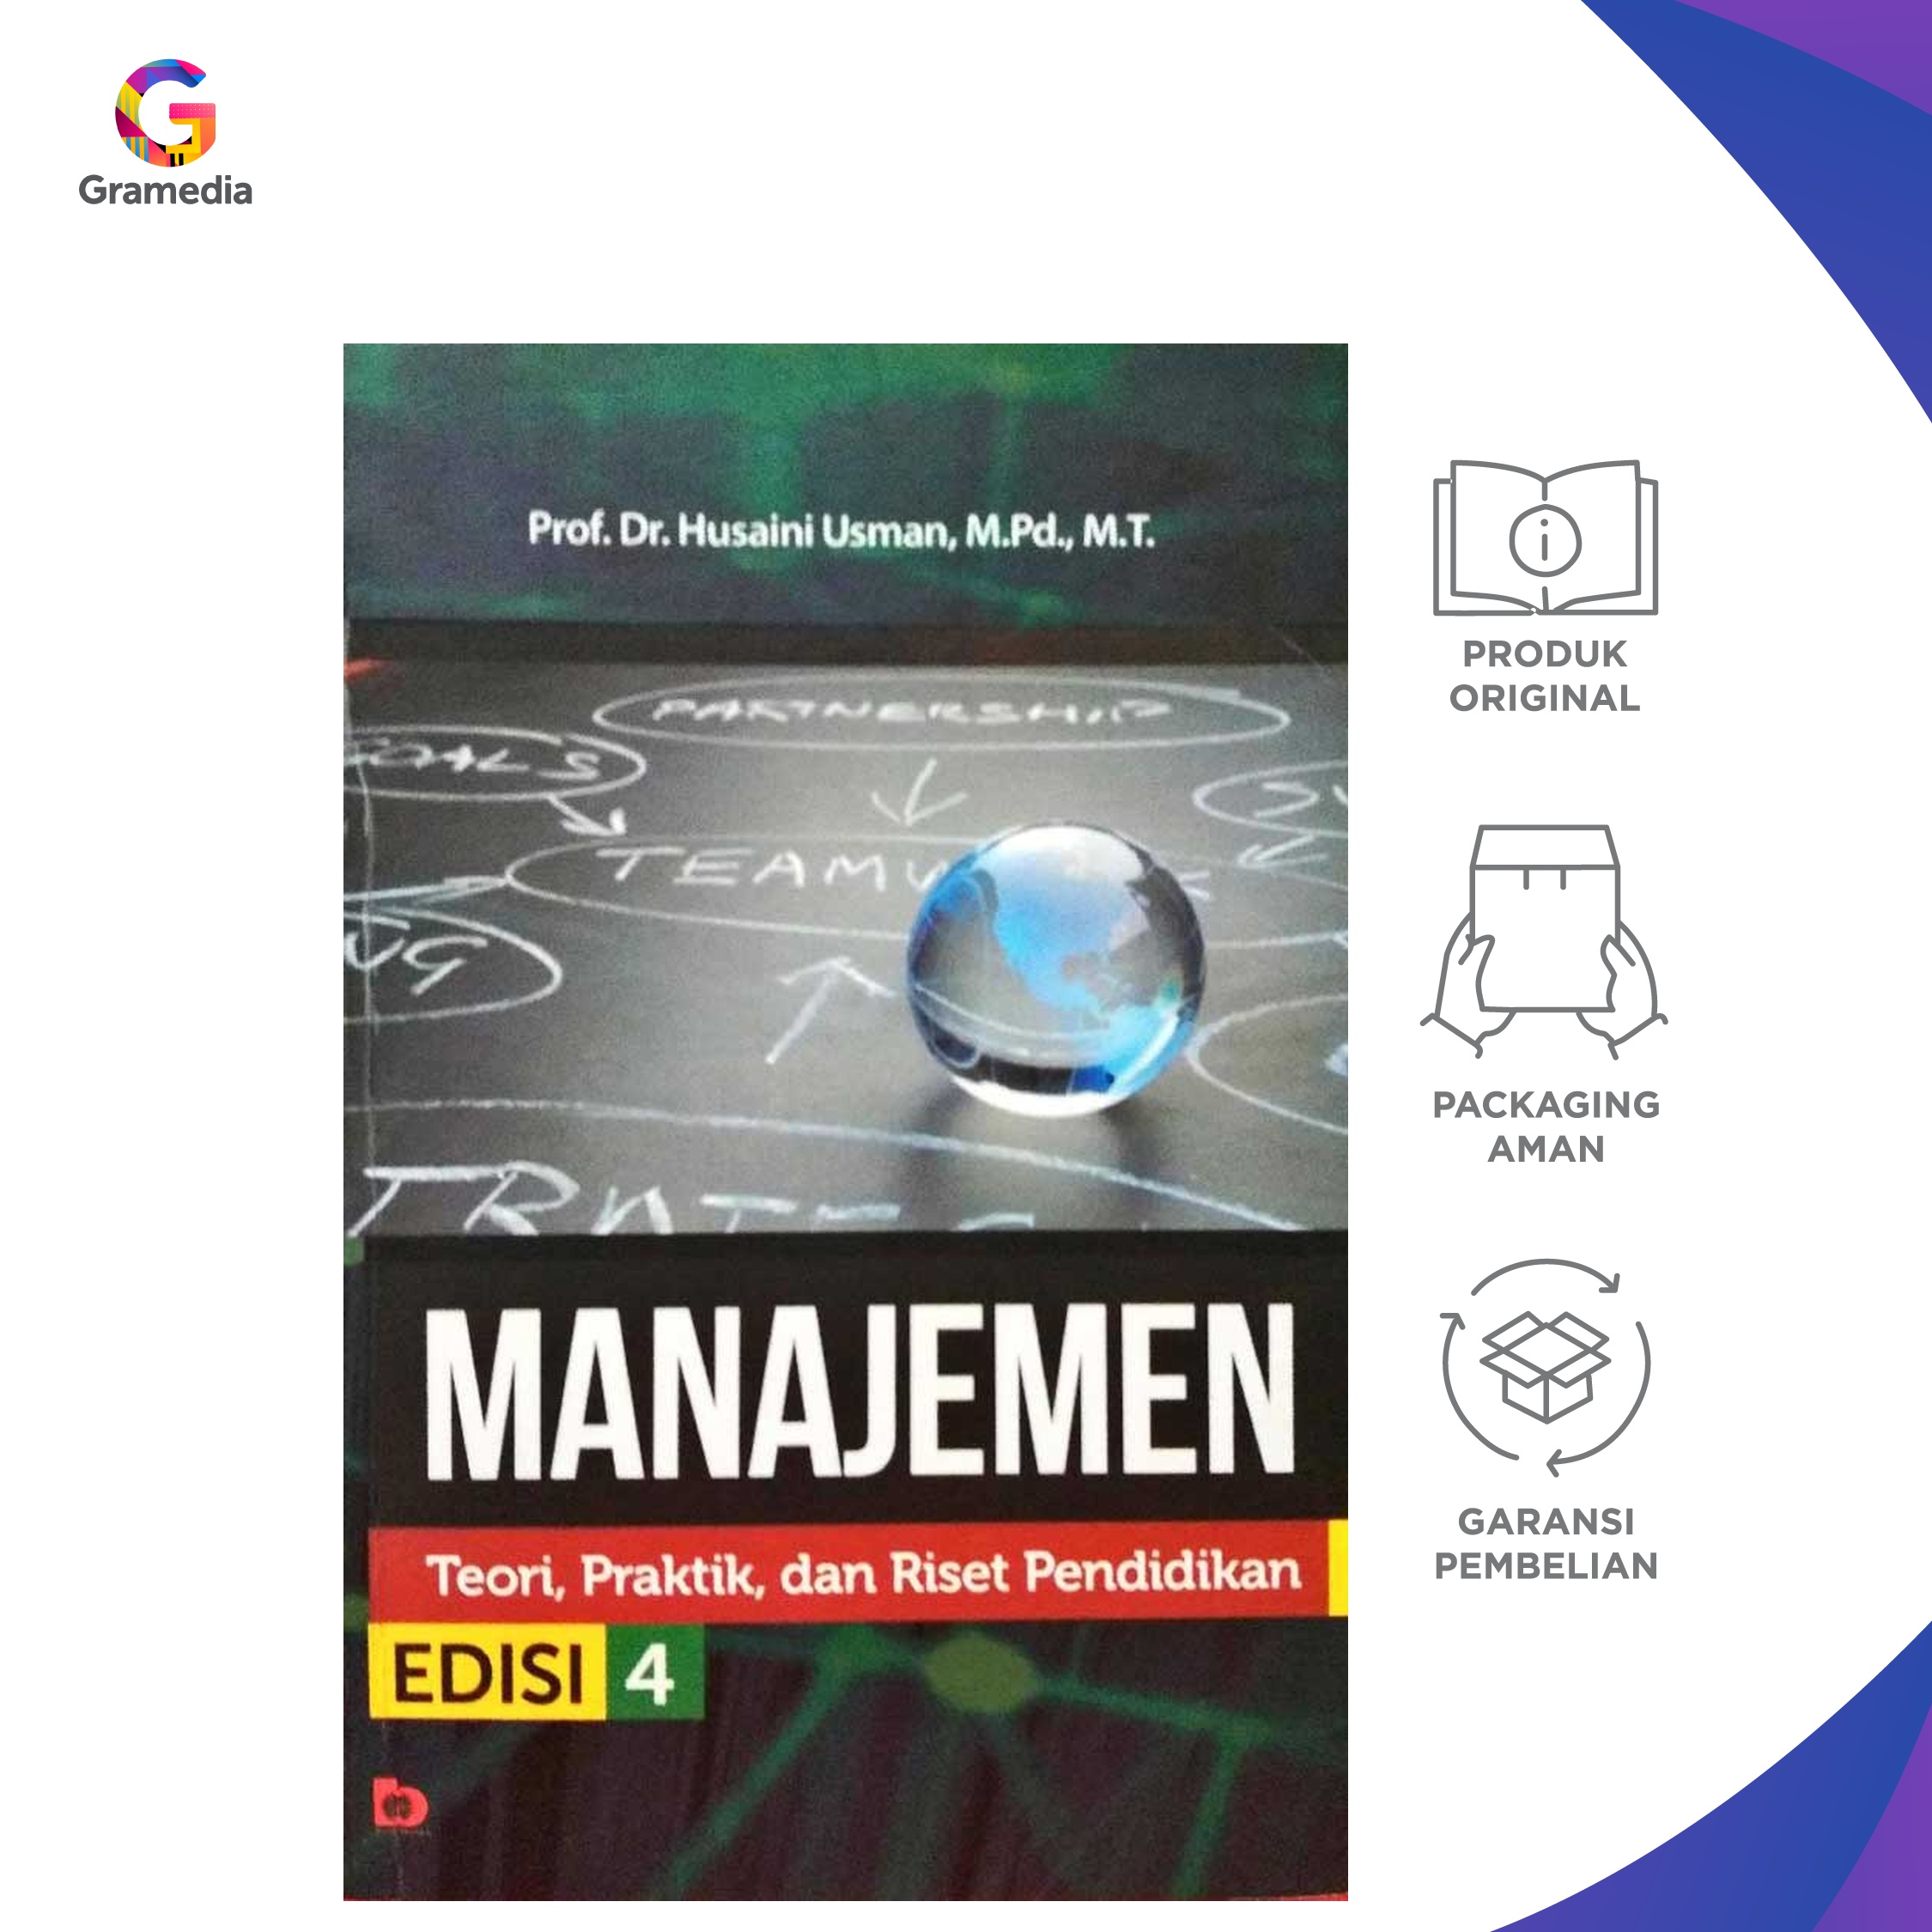 Gramedia
Prof. Dr. Husaini Usman, M.Pd., M.T.
PARTNERSHIP
MANAJEMEN
Teori, Praktik, dan Riset Pendidikan
EDISI 4
PRODUK
ORIGINAL
PACKAGING
AMAN
GARANSI
PEMBELIAN